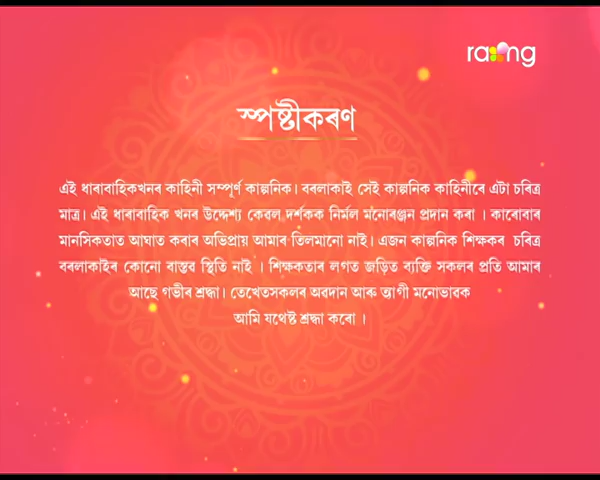 rang
স্পষ্টীকৰণ
এই ধাৰাবাহিকখনৰ কাহিনী সম্পূৰ্ণ কাল্পনিক। বৰলাকাই সেই কাল্পনিক কাহিনীৰে এটা চৰিত্ৰ
মাত্ৰ। এই ধাৰাবাহিক খনৰ উদ্দেশ্য কেৱল দৰ্শকক নিৰ্মল মনোৰঞ্জন প্ৰদান কৰা । কাৰোবাৰ
মানসিকতাত আঘাত কৰাৰ অভিপ্ৰায় আমাৰ তিলমানো নাই। এজন কাল্পনিক শিক্ষকৰ চৰিত্ৰ
বৰলাকাইৰ কোনো বাস্তৱ স্থিতি নাই । শিক্ষকতাৰ লগত জড়িত ব্যক্তি সকলৰ প্ৰতি আমাৰ
আছে গভীৰ শ্ৰদ্ধা। তেখেতসকলৰ অৱদান আৰু ত্যাগী মনোভাৱক
আমি যথেষ্ট শ্ৰদ্ধা কৰো ।